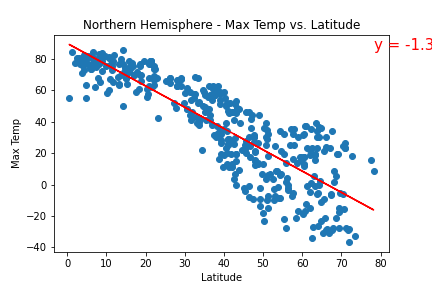 Northern Hemisphere - Max Temp vs. Latitude
y = -1.3
80
60
40
20
0
−20
−40
Max Temp
0 10 20 30 40 50 60 70 80
Latitude